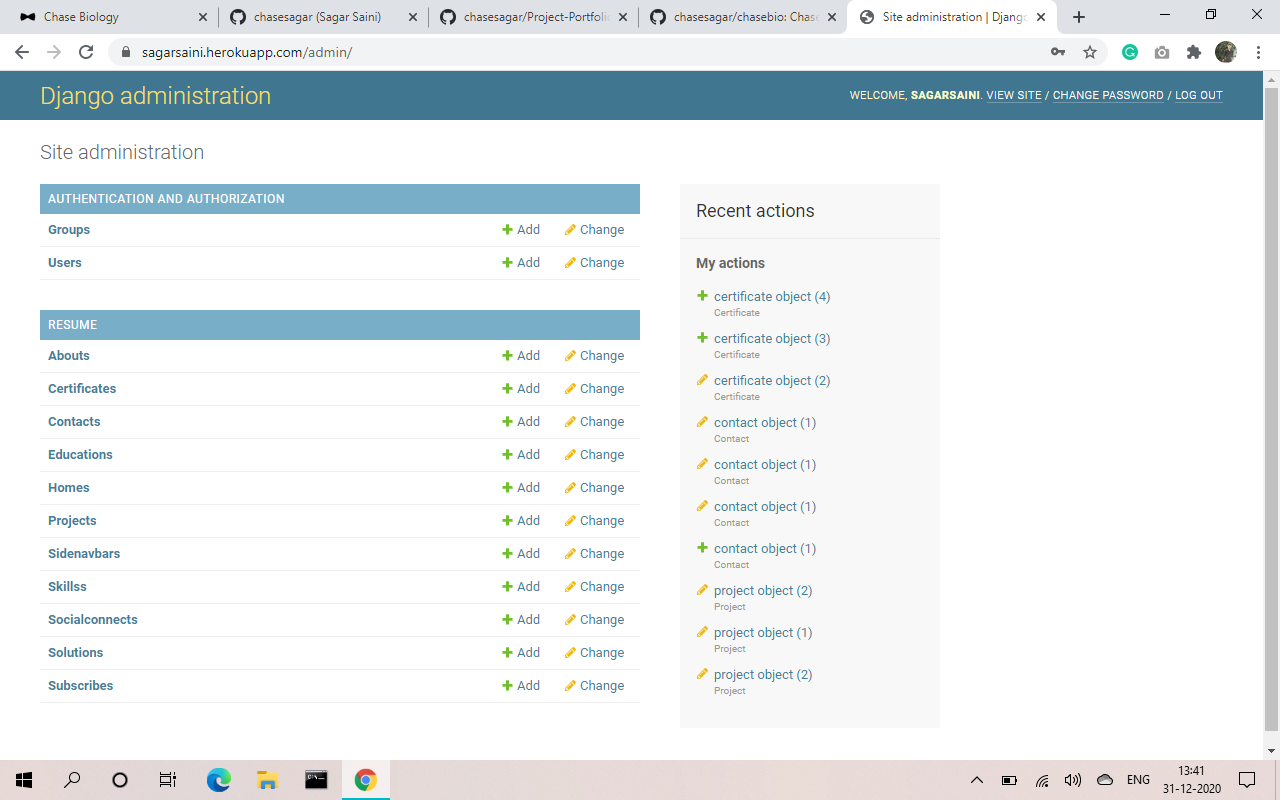 Chase Biology
chasesagar (Sagar Saini)
chasesagar/Project-Portfolio
chasesagar/chasebio: Chase
Site administration | Django
sagarsaini.herokuapp.com/admin/
Django administration
WELCOME, SAGARSAINI. VIEW SITE / CHANGE PASSWORD / LOG OUT
Site administration
AUTHENTICATION AND AUTHORIZATION
Groups Add Change
Users Add Change
RESUME
Abouts Add Change
Certificates Add Change
Contacts Add Change
Educations Add Change
Homes Add Change
Projects Add Change
Sidenavbars Add Change
Skillss Add Change
Socialconnects Add Change
Solutions Add Change
Subscribes Add Change
Recent actions
My actions
certificate object (4)
Certificate
certificate object (3)
Certificate
certificate object (2)
Certificate
contact object (1)
Contact
contact object (1)
Contact
contact object (1)
Contact
contact object (1)
Contact
project object (2)
Project
project object (1)
Project
project object (2)
Project
ENG
13:41
31-12-2020